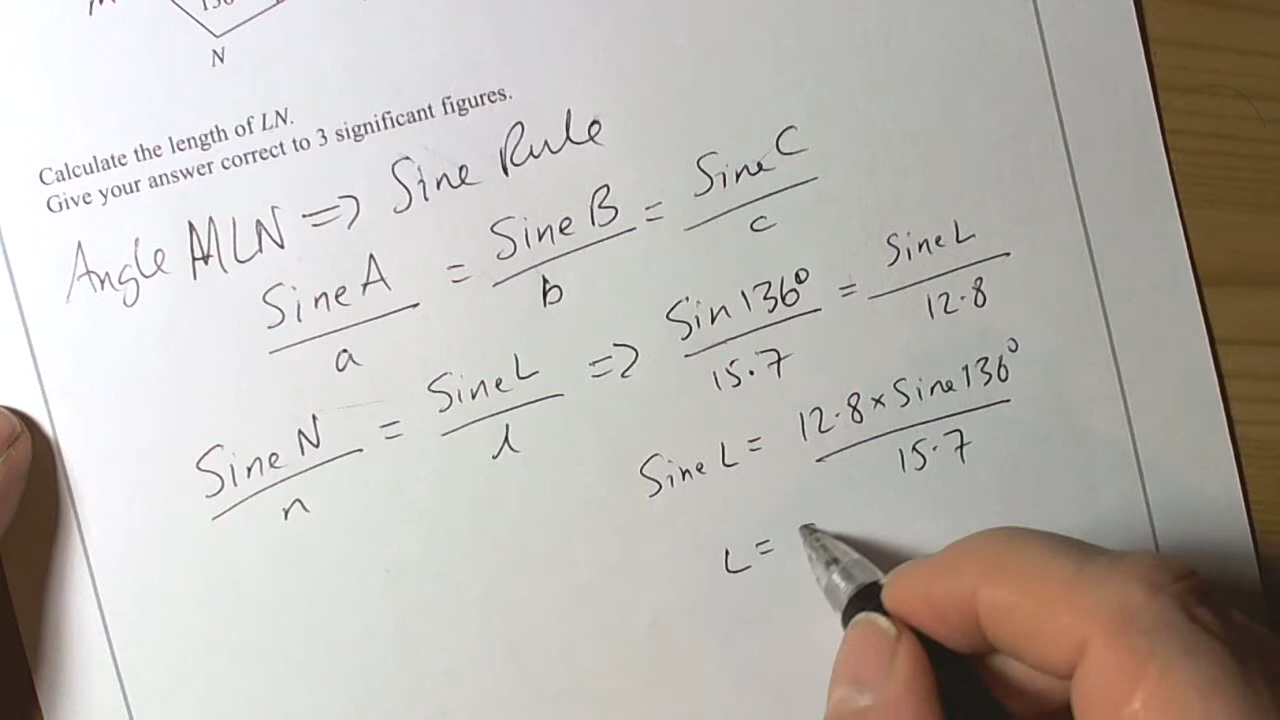 N
Calculate the length of LN.
Give your answer correct to 3 significant figures.
Angle MLN => Sine Rule
Sine A / a = Sine B / b = Sine C / c
Sine N / n = Sine L / l => Sin 136° / 15.7 = Sine L / 12.8
Sine L = 12.8 x Sine 136° / 15.7
L =